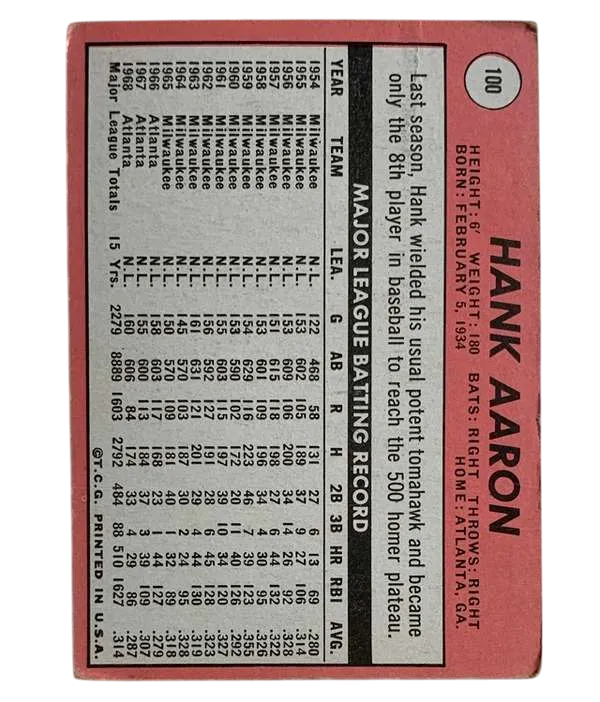 100
HANK AARON
HEIGHT: 6' WEIGHT: 180 BATS: RIGHT THROWS: RIGHT
BORN: FEBRUARY 5, 1934 HOME: ATLANTA, GA.
Last season, Hank wielded his usual potent tomahawk and became
only the 8th player in baseball to reach the 500 homer plateau.
MAJOR LEAGUE BATTING RECORD
YEAR TEAM LEA. G AB R H 2B 3B HR RBI AVG.
1954 Milwaukee N.L. 122 468 58 131 27 6 13 69 .280
1955 Milwaukee N.L. 153 602 105 189 37 9 27 106 .314
1956 Milwaukee N.L. 153 609 106 200 34 14 26 92 .328
1957 Milwaukee N.L. 151 615 118 198 27 6 44 132 .322
1958 Milwaukee N.L. 153 601 109 196 34 4 30 95 .326
1959 Milwaukee N.L. 154 629 116 223 46 7 39 123 .355
1960 Milwaukee N.L. 153 590 102 172 20 11 40 126 .292
1961 Milwaukee N.L. 155 603 115 197 39 10 34 120 .327
1962 Milwaukee N.L. 156 592 127 191 28 6 45 128 .323
1963 Milwaukee N.L. 161 631 121 201 29 4 44 130 .319
1964 Milwaukee N.L. 145 570 103 187 30 2 24 95 .328
1965 Milwaukee N.L. 150 570 109 181 40 1 32 89 .318
1966 Atlanta N.L. 158 603 117 168 23 1 44 127 .279
1967 Atlanta N.L. 155 600 113 184 37 3 39 109 .307
1968 Atlanta N.L. 160 606 84 174 33 4 29 86 .287
Major League Totals 15 Yrs. 2279 8889 1603 2792 484 88 510 1627 .314
©T.C.G. PRINTED IN U.S.A.